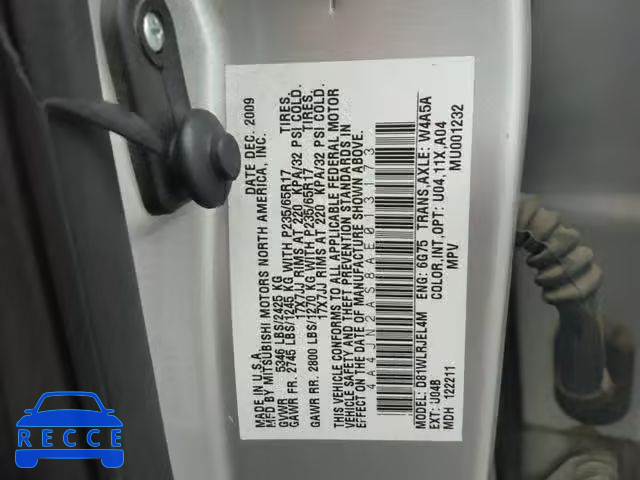 MADE IN U.S.A. DATE DEC. 2009
MFD BY MITSUBISHI MOTORS NORTH AMERICA, INC.
GVWR 5346 LBS/2425 KG
GAWR FR. 2745 LBS/1245 KG WITH P235/65R17 TIRES,
17X7JJ RIMS AT 220 KPA/32 PSI COLD.
GAWR RR. 2800 LBS/1270 KG WITH P235/65R17 TIRES,
17X7JJ RIMS AT 220 KPA/32 PSI COLD.
THIS VEHICLE CONFORMS TO ALL APPLICABLE FEDERAL MOTOR
VEHICLE SAFETY AND THEFT PREVENTION STANDARDS IN
EFFECT ON THE DATE OF MANUFACTURE SHOWN ABOVE.
4A4JN2AS8AE013173
MODEL: D61WLRJEL4M ENG: 6G75 TRANS,AXLE: W4A5A
EXT: UU04B COLOR,INT,OPT: U04,11X,A04
MDH 122211 MPV MU001232
RECCE